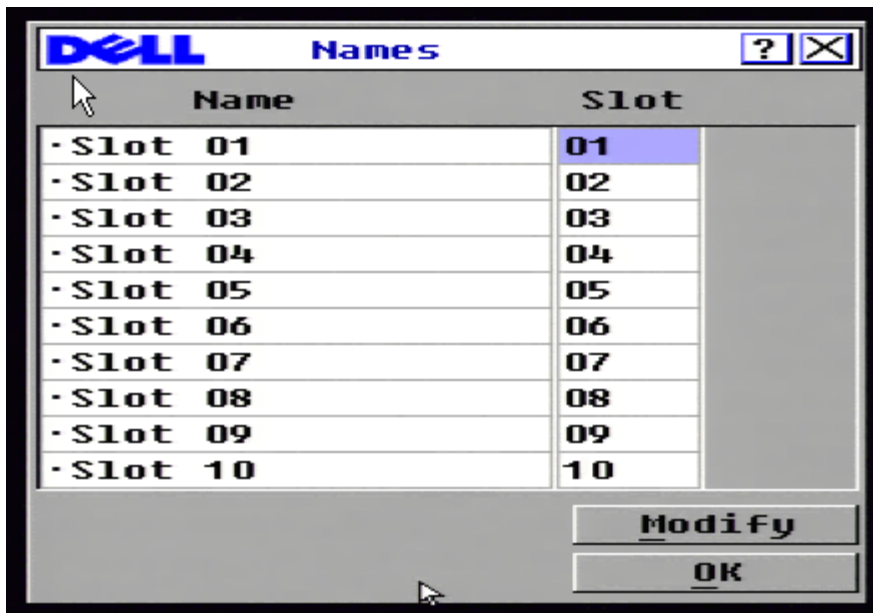 DELL Names ? X
Name Slot
·Slot 01 01
·Slot 02 02
·Slot 03 03
·Slot 04 04
·Slot 05 05
·Slot 06 06
·Slot 07 07
·Slot 08 08
·Slot 09 09
·Slot 10 10
Modify
OK